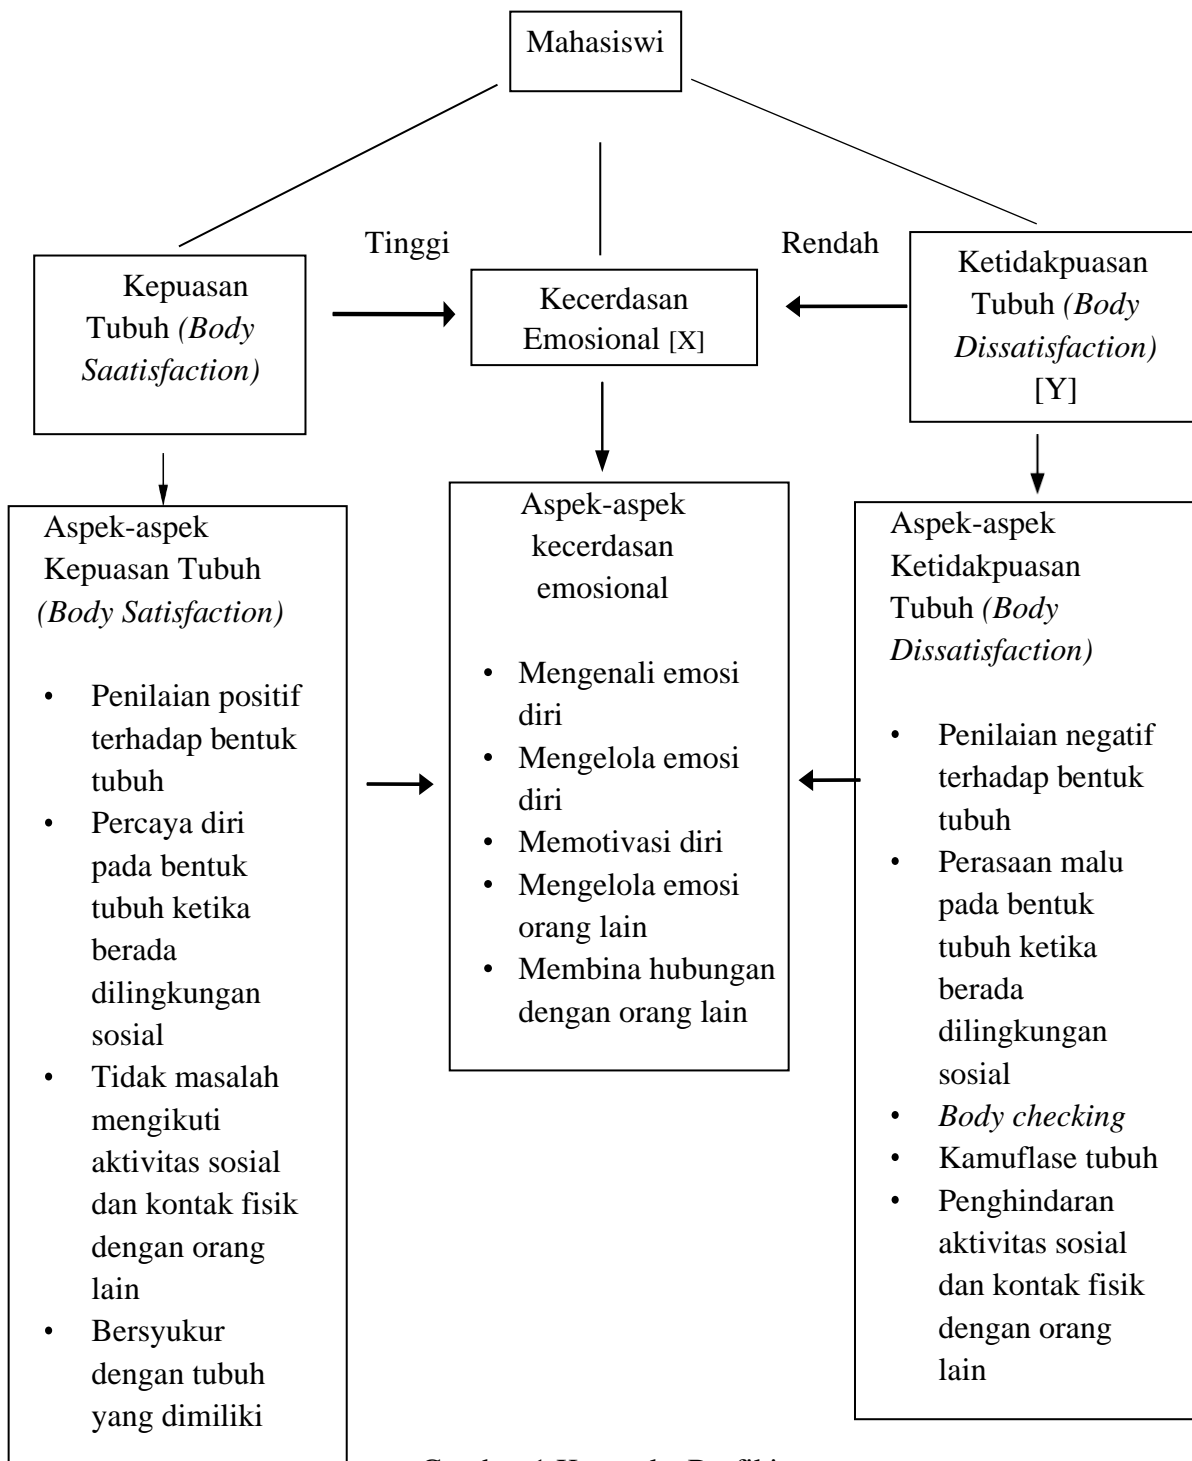 Mahasiswi
Tinggi
Rendah
Kepuasan
Tubuh (Body
Saatisfaction)
Kecerdasan
Emosional [X]
Ketidakpuasan
Tubuh (Body
Dissatisfaction)
[Y]
Aspek-aspek
Kepuasan Tubuh
(Body Satisfaction)
• Penilaian positif
terhadap bentuk
tubuh
• Percaya diri
pada bentuk
tubuh ketika
berada
dilingkungan
sosial
• Tidak masalah
mengikuti
aktivitas sosial
dan kontak fisik
dengan orang
lain
• Bersyukur
dengan tubuh
yang dimiliki
Aspek-aspek
kecerdasan
emosional
• Mengenali emosi
diri
• Mengelola emosi
diri
• Memotivasi diri
• Mengelola emosi
orang lain
• Membina hubungan
dengan orang lain
Aspek-aspek
Ketidakpuasan
Tubuh (Body
Dissatisfaction)
• Penilaian negatif
terhadap bentuk
tubuh
• Perasaan malu
pada bentuk
tubuh ketika
berada
dilingkungan
sosial
• Body checking
• Kamuflase tubuh
• Penghindaran
aktivitas sosial
dan kontak fisik
dengan orang
lain